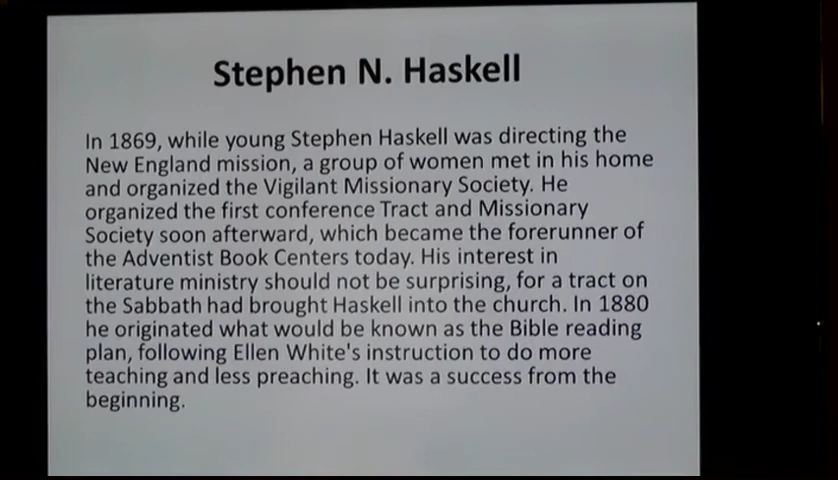 Stephen N. Haskell
In 1869, while young Stephen Haskell was directing the
New England mission, a group of women met in his home
and organized the Vigilant Missionary Society. He
organized the first conference Tract and Missionary
Society soon afterward, which became the forerunner of
the Adventist Book Centers today. His interest in
literature ministry should not be surprising, for a tract on
the Sabbath had brought Haskell into the church. In 1880
he originated what would be known as the Bible reading
plan, following Ellen White's instruction to do more
teaching and less preaching. It was a success from the
beginning.